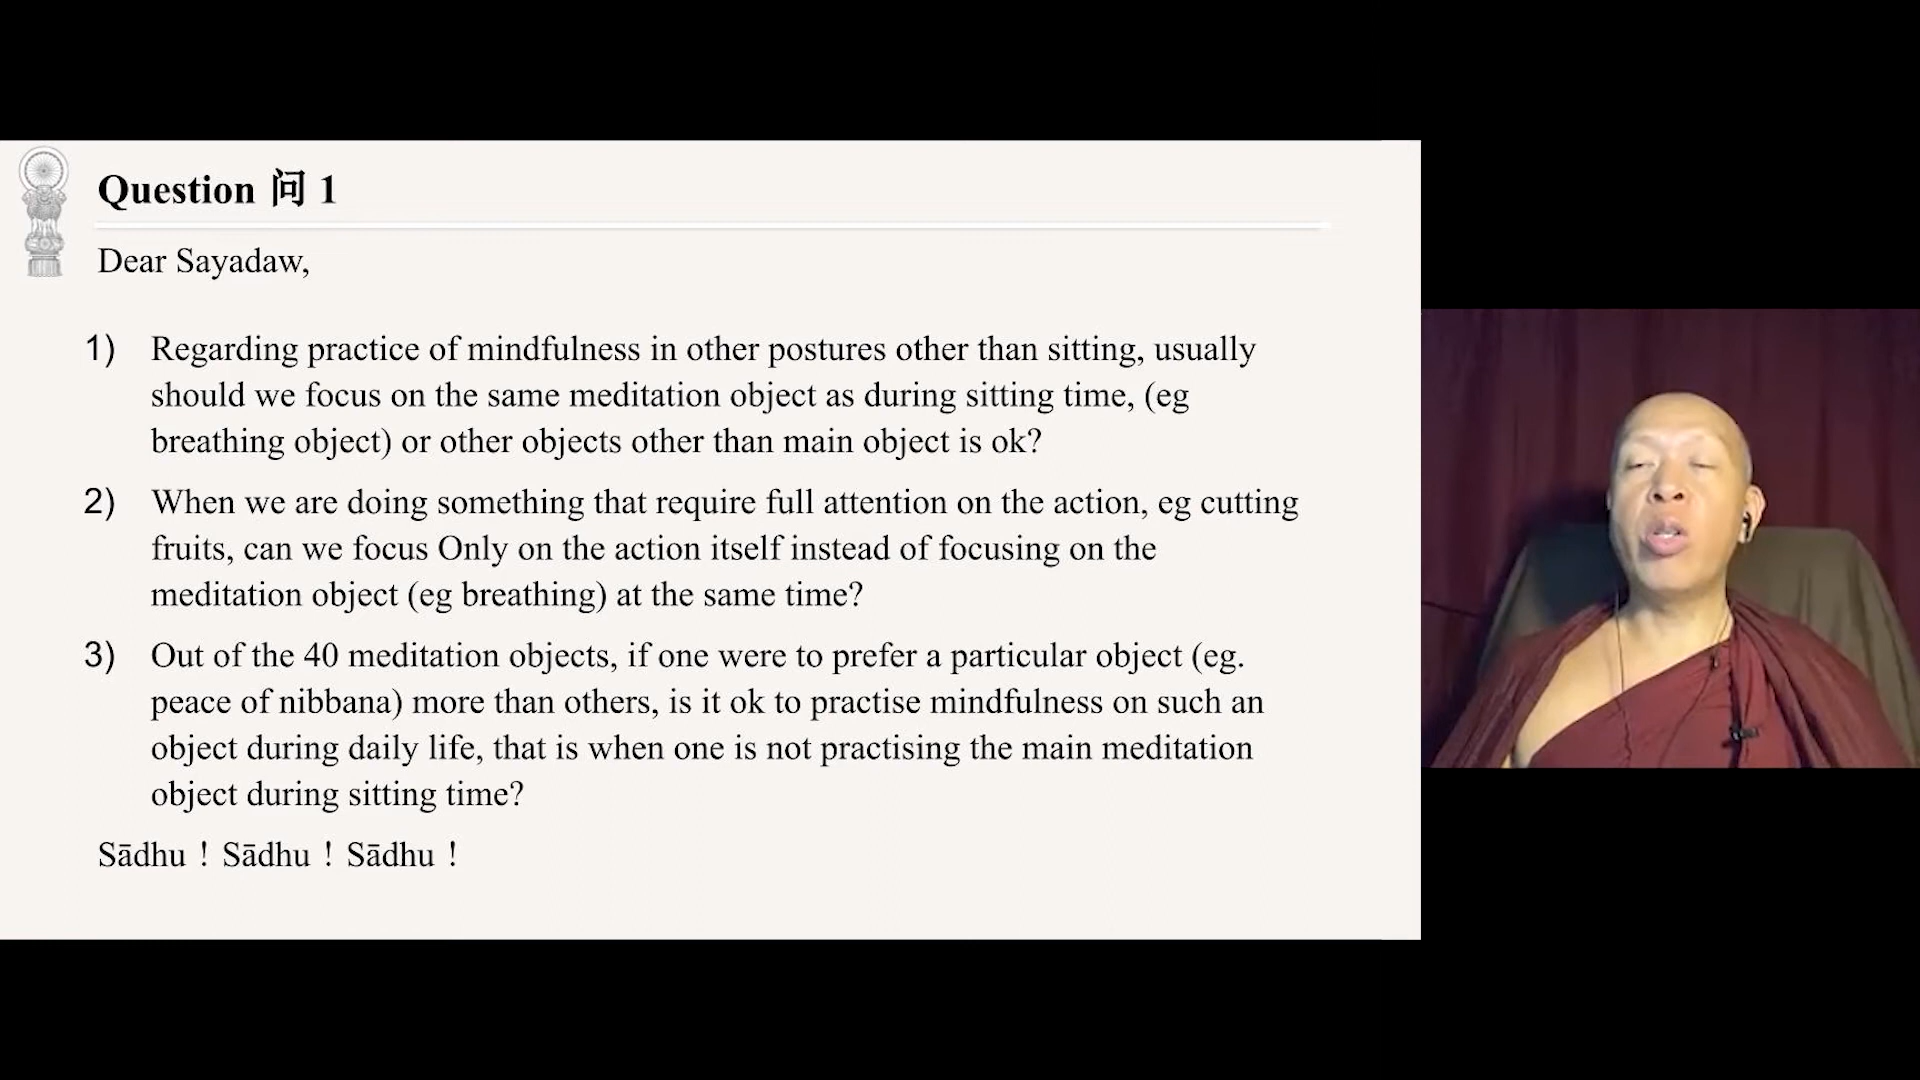 Question 问 1
Dear Sayadaw,
1) Regarding practice of mindfulness in other postures other than sitting, usually
should we focus on the same meditation object as during sitting time, (eg
breathing object) or other objects other than main object is ok?
2) When we are doing something that require full attention on the action, eg cutting
fruits, can we focus Only on the action itself instead of focusing on the
meditation object (eg breathing) at the same time?
3) Out of the 40 meditation objects, if one were to prefer a particular object (eg.
peace of nibbana) more than others, is it ok to practise mindfulness on such an
object during daily life, that is when one is not practising the main meditation
object during sitting time?
Sādhu！Sādhu！Sādhu！